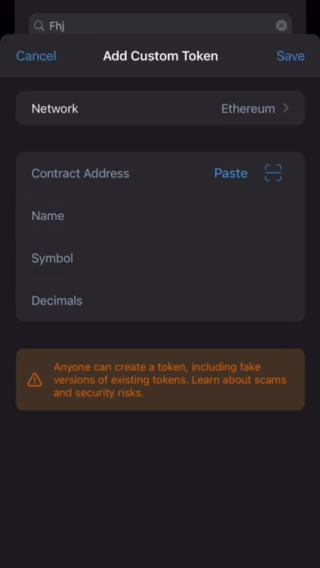 Fhj
Cancel Add Custom Token Save
Network Ethereum
Contract Address Paste
Name
Symbol
Decimals
Anyone can create a token, including fake
versions of existing tokens. Learn about scams
and security risks.